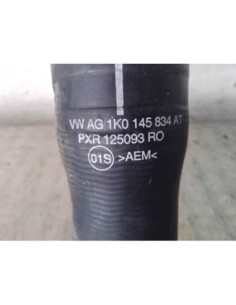 VW AG 1K0 145 834 AT
PXR 125093 RO
01S >AEM<